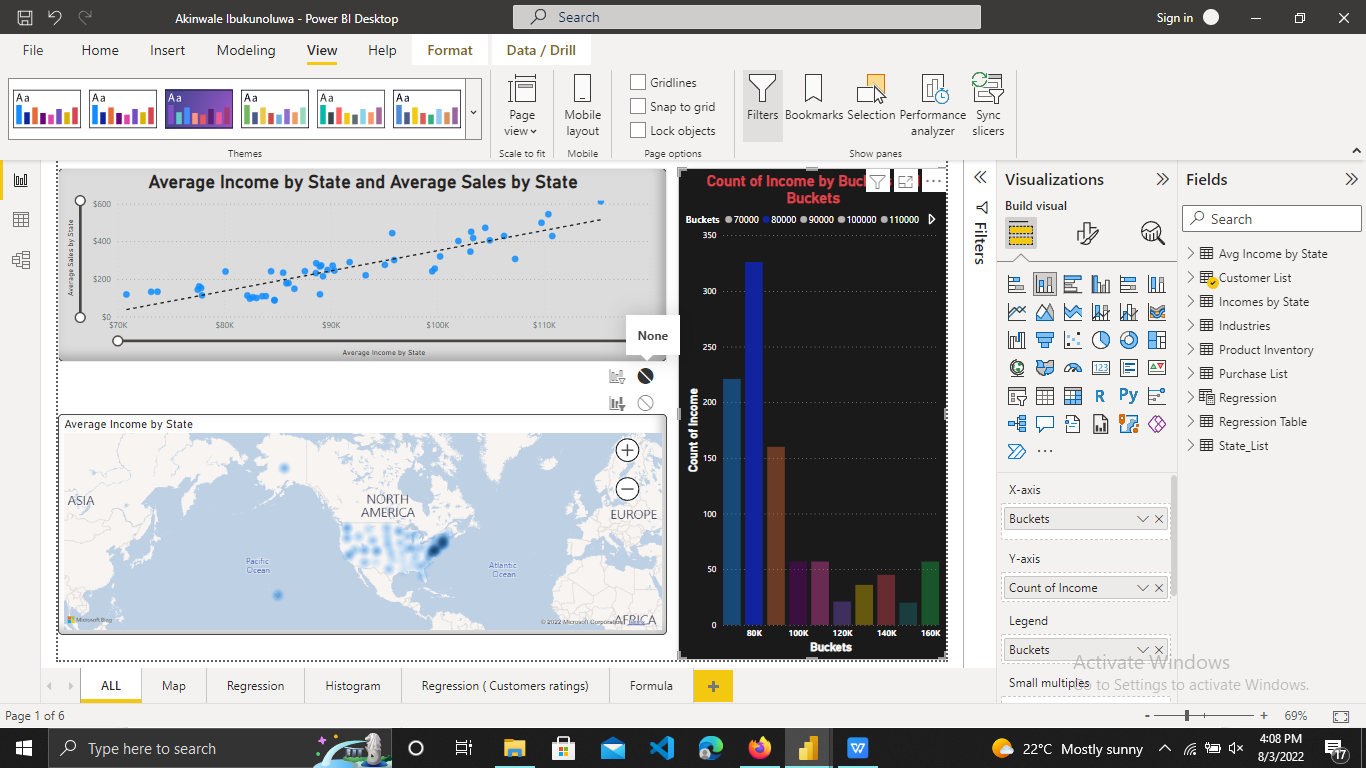 Akinwale Ibukunoluwa - Power BI Desktop
Search
Sign in
File Home Insert Modeling View Help Format Data / Drill
Aa Aa Aa Aa Aa Aa
Page view
Mobile layout
Gridlines
Snap to grid
Lock objects
Filters
Bookmarks
Selection
Performance analyzer
Sync slicers
Themes
Scale to fit
Mobile
Page options
Show panes
Average Income by State and Average Sales by State
Average Sales by State
$600
$400
$200
$0
$70K $80K $90K $100K $110K
Average Income by State
None
Average Income by State
ASIA
NORTH AMERICA
EUROPE
Pacific Ocean
Atlantic Ocean
AFRICA
Microsoft Bing
© 2022 Microsoft Corporation
Buckets
Buckets 70000 80000 90000 100000 110000
350
300
250
200
150
100
50
0
Count of Income
80K 100K 120K 140K 160K
Buckets
Filters
Visualizations
Build visual
R Py
123
X-axis
Buckets
Y-axis
Count of Income
Legend
Buckets
Small multiples
Fields
Search
Avg Income by State
Customer List
Incomes by State
Industries
Product Inventory
Purchase List
Regression
Regression Table
State_List
Activate Windows
Go to Settings to activate Windows.
ALL Map Regression Histogram Regression ( Customers ratings) Formula
Page 1 of 6
69%
Type here to search
22°C Mostly sunny
4:08 PM
8/3/2022
17